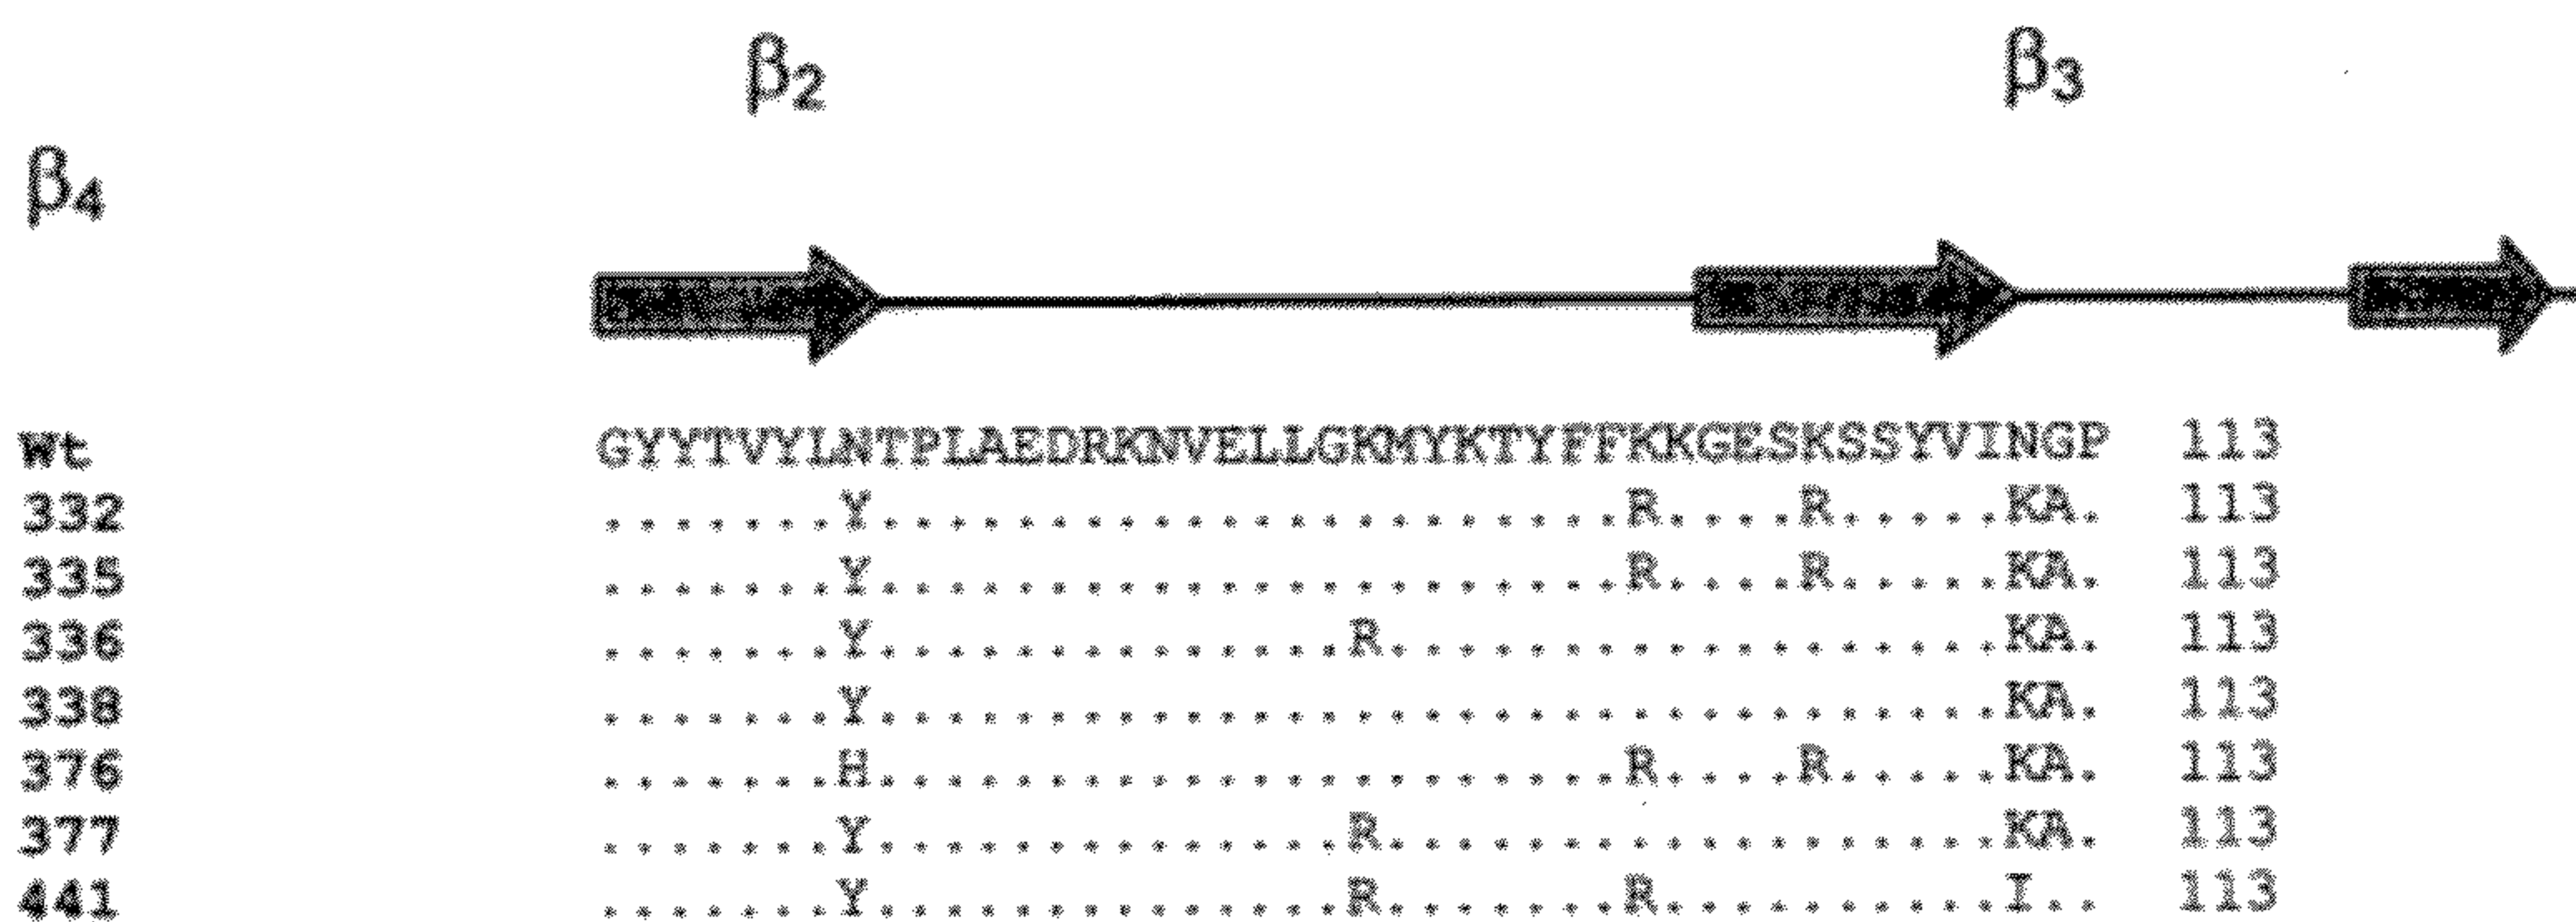 β2 β3
β4
Wt GYYTVYLNTPLAEDRKNVELLGKMYKTYFFKKGESKSSYVINGP 113
332 .......Y......................R....R.....KA. 113
335 .......Y......................R....R.....KA. 113
336 .......Y..............R..................KA. 113
338 .......Y.................................KA. 113
376 .......H......................R....R.....KA. 113
377 .......Y..............R..................KA. 113
441 .......Y..............R.......R..........I.. 113